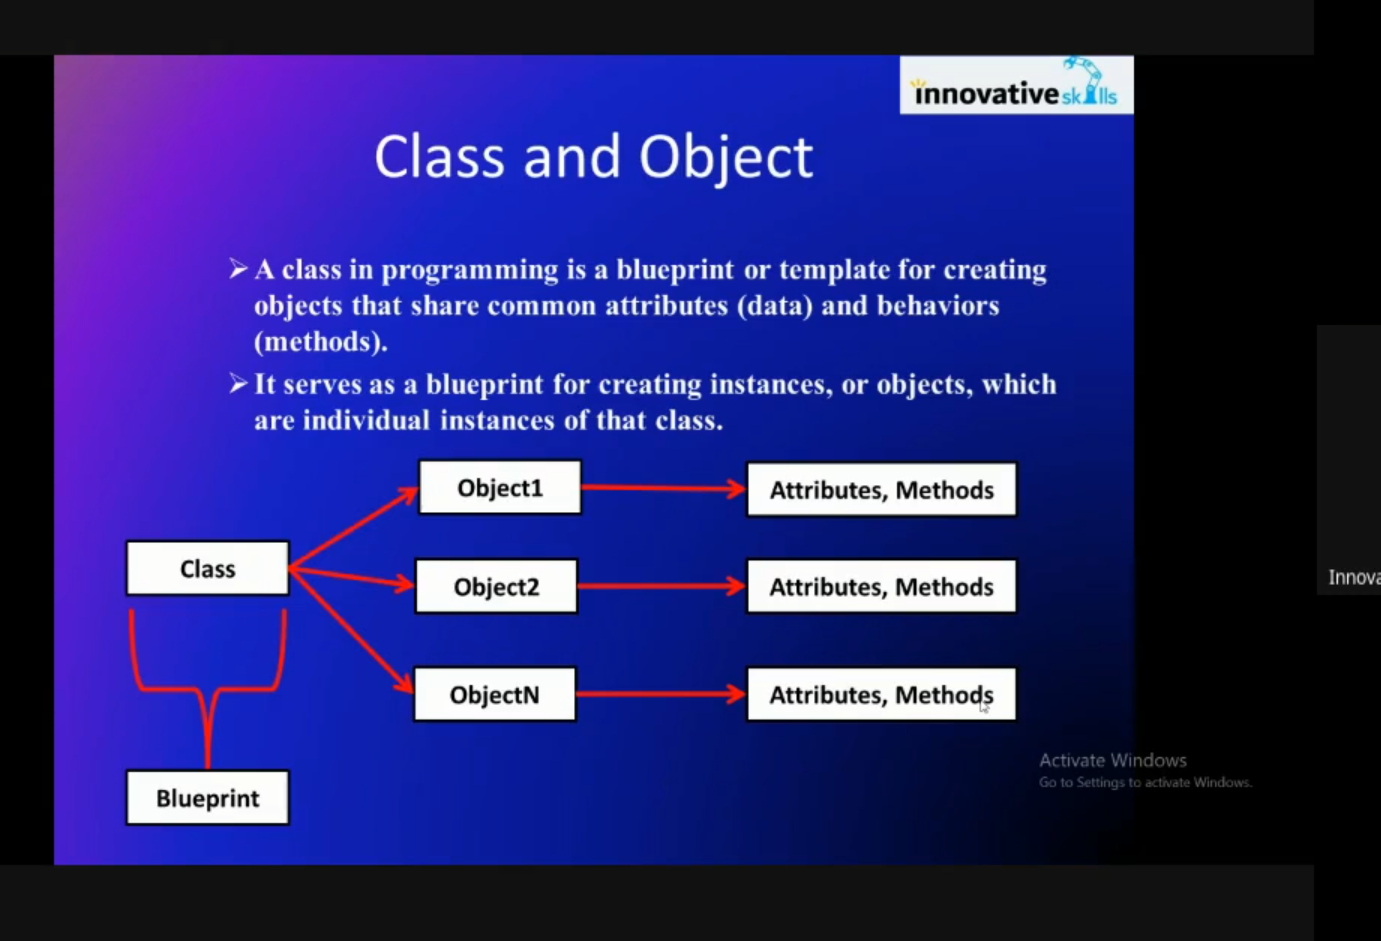 innovative skills
Class and Object
➢ A class in programming is a blueprint or template for creating
objects that share common attributes (data) and behaviors
(methods).
➢ It serves as a blueprint for creating instances, or objects, which
are individual instances of that class.
Object1
Attributes, Methods
Class
Object2
Attributes, Methods
ObjectN
Attributes, Methods
Blueprint
Activate Windows
Go to Settings to activate Windows.
Innova